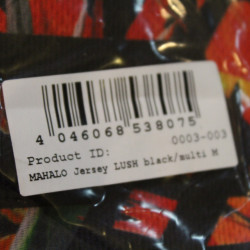 4 046068 538075
0003-003
Product ID:
MAHALO Jersey LUSH black/multi M